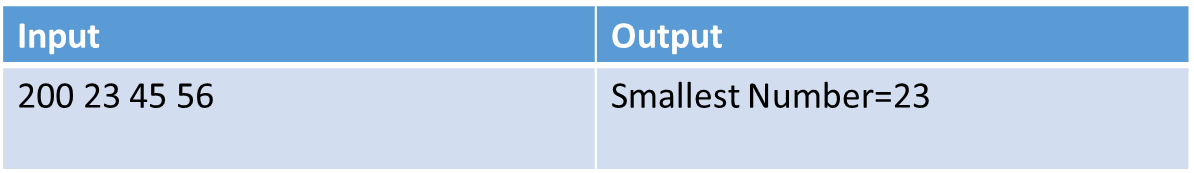 Input Output
200 23 45 56 Smallest Number=23